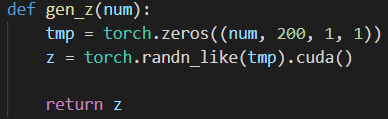 def gen_z(num):
    tmp = torch.zeros((num, 200, 1, 1))
    z = torch.randn_like(tmp).cuda()

    return z